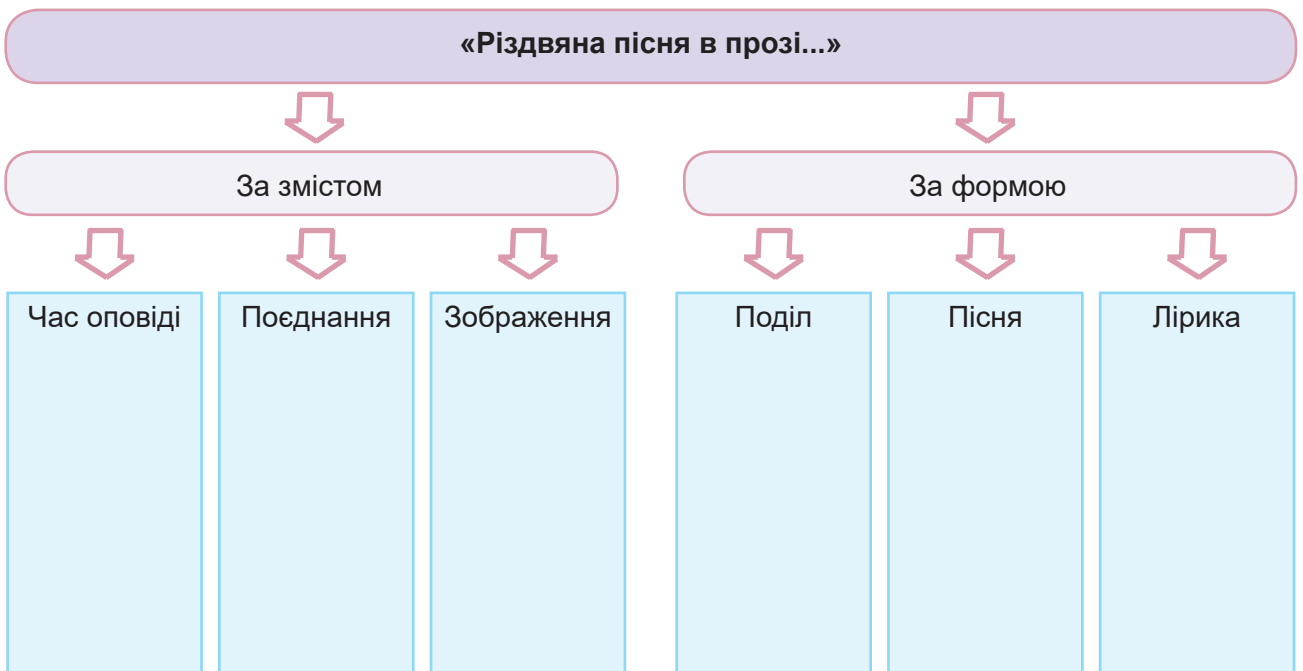 «Різдвяна пісня в прозі...»
За змістом
За формою
Час оповіді
Поєднання
Зображення
Поділ
Пісня
Лірика